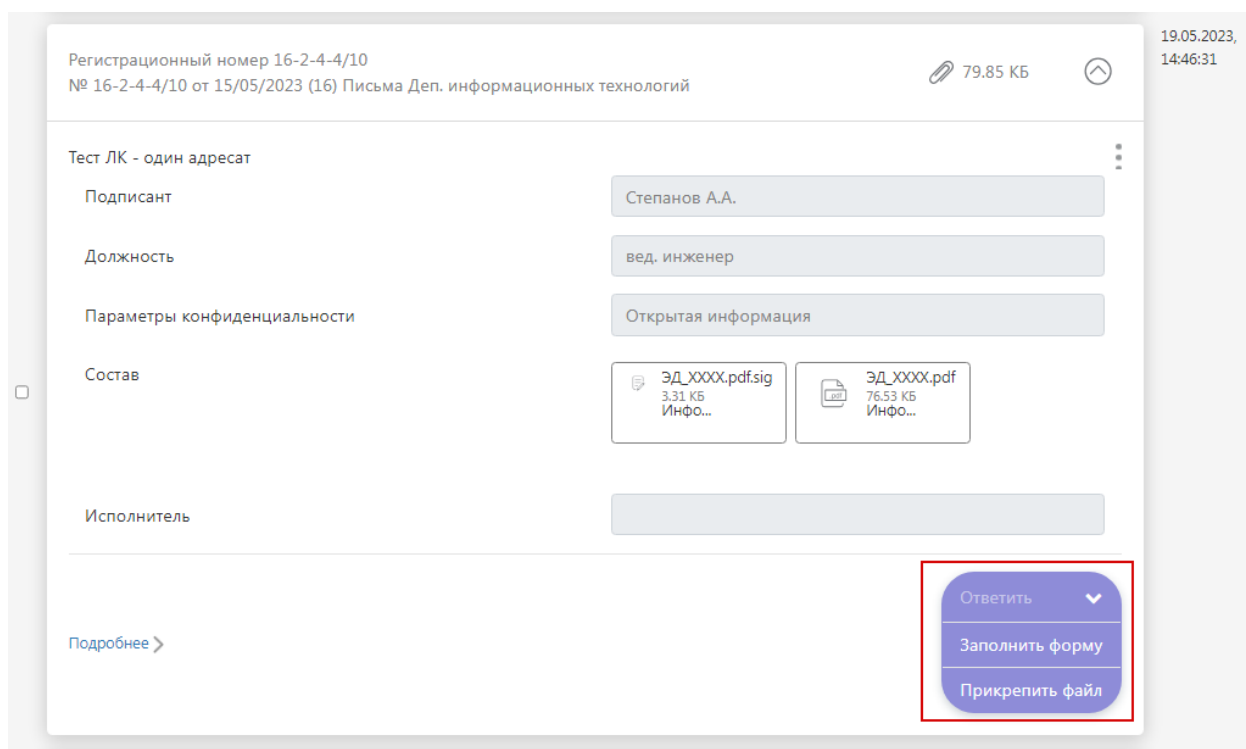 19.05.2023,
14:46:31
Регистрационный номер 16-2-4-4/10
№ 16-2-4-4/10 от 15/05/2023 (16) Письма Деп. информационных технологий
79.85 КБ
Тест ЛК - один адресат
Подписант
Степанов А.А.
Должность
вед. инженер
Параметры конфиденциальности
Открытая информация
Состав
ЭД_XXXX.pdf.sig
3.31 КБ
Инфо...
.pdf
ЭД_XXXX.pdf
76.53 КБ
Инфо...
Исполнитель
Ответить
Заполнить форму
Прикрепить файл
Подробнее